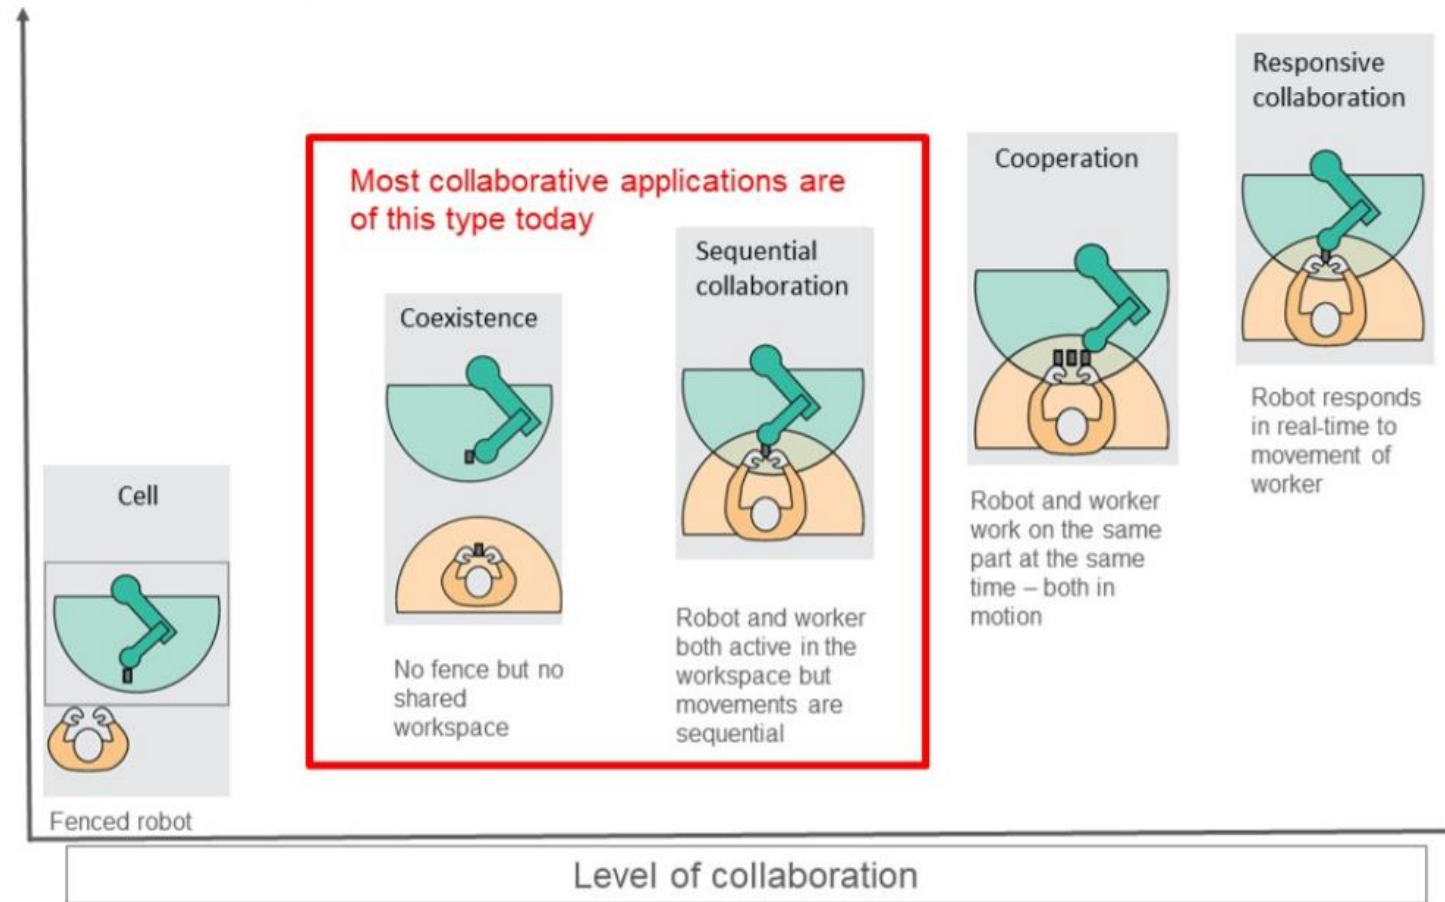 Most collaborative applications are
of this type today
Cell
Fenced robot
Coexistence
No fence but no
shared
workspace
Sequential
collaboration
Robot and worker
both active in the
workspace but
movements are
sequential
Cooperation
Robot and worker
work on the same
part at the same
time – both in
motion
Responsive
collaboration
Robot responds
in real-time to
movement of
worker
Level of collaboration